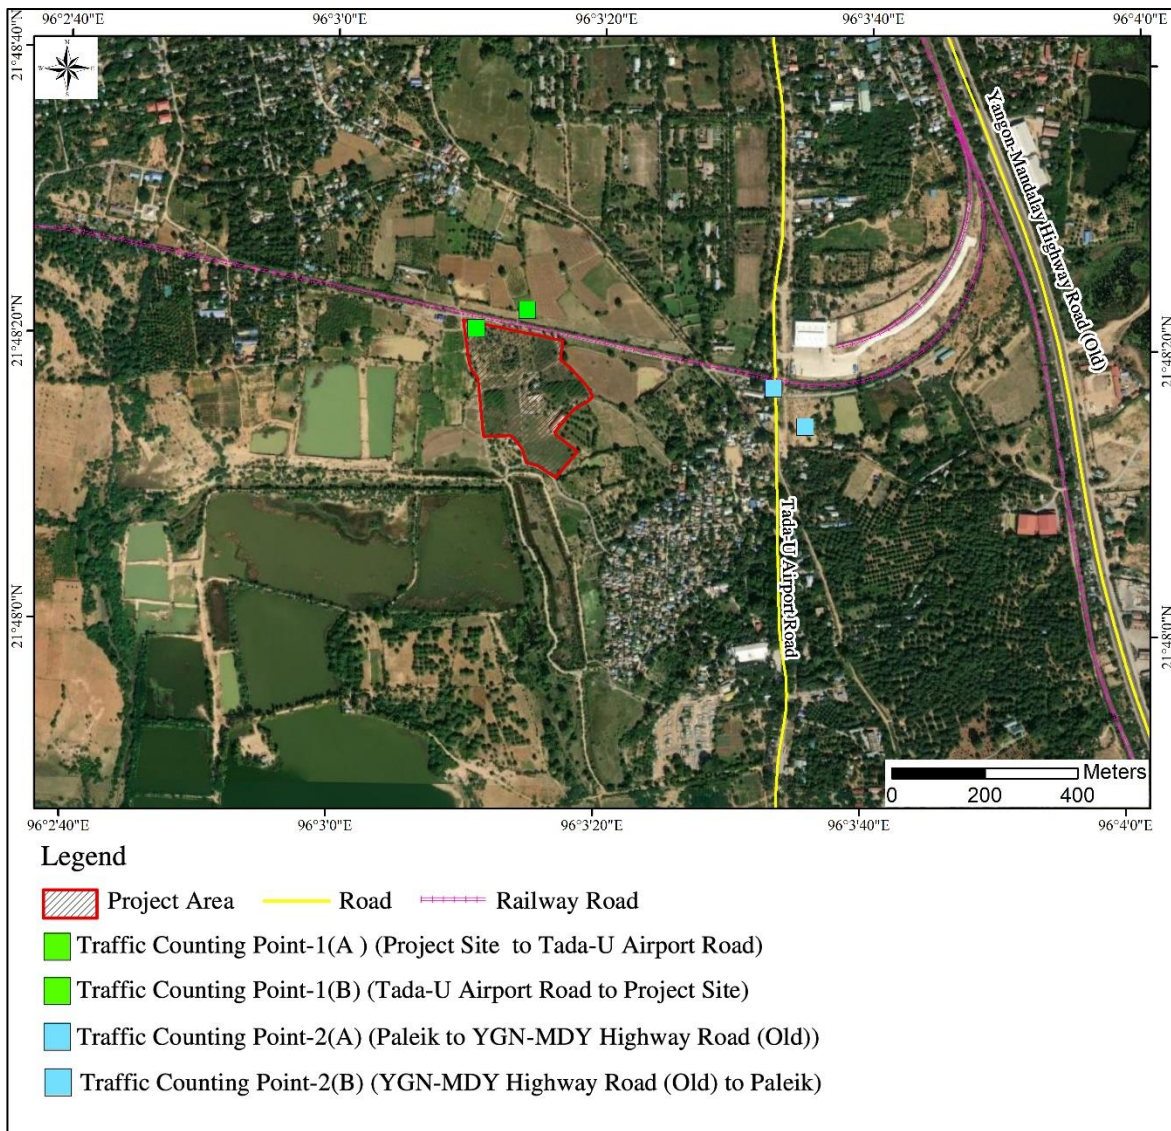 96°2'40"E 96°3'0"E 96°3'20"E 96°3'40"E 96°4'0"E
21°48'40"N
21°48'40"N
N
W E
S
Yangon-Mandalay Highway Road (Old)
21°48'20"N
21°48'20"N
Tada-U Airport Road
21°48'0"N
21°48'0"N
Meters
0 200 400
96°2'40"E 96°3'0"E 96°3'20"E 96°3'40"E 96°4'0"E
Legend
Project Area Road Railway Road
Traffic Counting Point-1(A ) (Project Site to Tada-U Airport Road)
Traffic Counting Point-1(B) (Tada-U Airport Road to Project Site)
Traffic Counting Point-2(A) (Paleik to YGN-MDY Highway Road (Old))
Traffic Counting Point-2(B) (YGN-MDY Highway Road (Old) to Paleik)